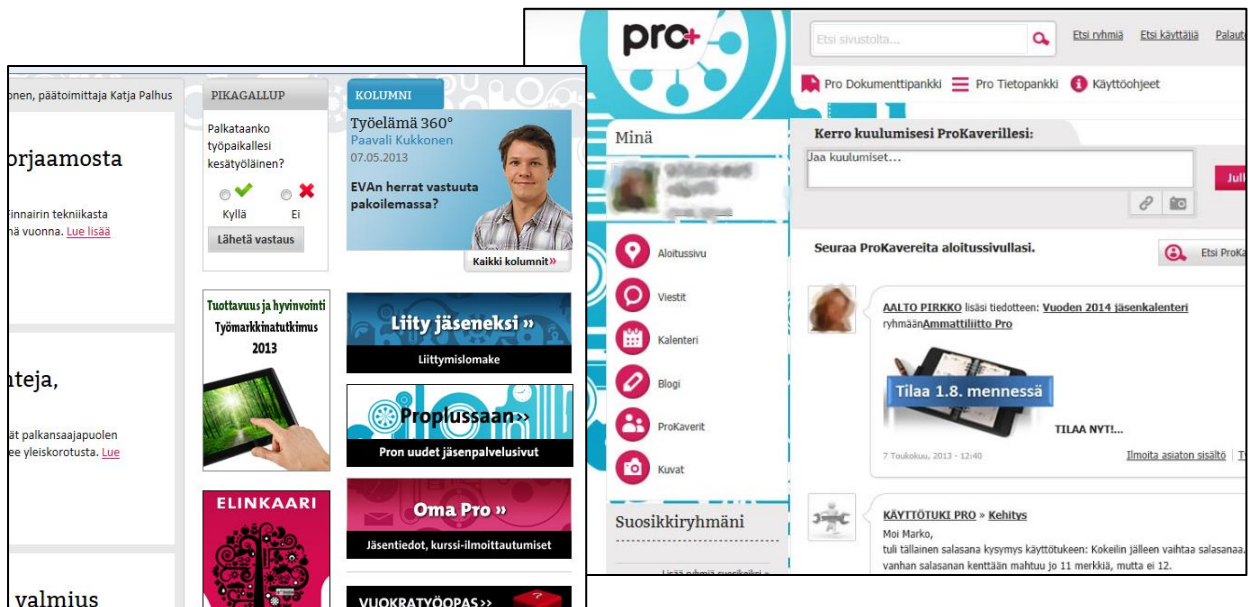 onen, päätoimittaja Katja Palhus
orjaamosta
Finnairin tekniikasta
nä vuonna. Lue lisää
nteja,
ät palkansaajapuolen
ee yleiskorotusta. Lue
valmius
PIKAGALLUP
Palkataanko
työpaikallesi
kesätyöläinen?
Kyllä Ei
Lähetä vastaus
Tuottavuus ja hyvinvointi
Työmarkkinatutkimus
2013
ELINKAARI
KOLUMNI
Työelämä 360°
Paavali Kukkonen
07.05.2013
EVAn herrat vastuuta
pakoilemassa?
Kaikki kolumnit»
Liity jäseneksi »
Liittymislomake
Proplussaan»
Pron uudet jäsenpalvelusivut
Oma Pro »
Jäsentiedot, kurssi-ilmoittautumiset
VUOKRATYÖOPAS»
pro+
Etsi sivustolta...
Etsi ryhmiä Etsi käyttäjiä Palaut
Pro Dokumenttipankki Pro Tietopankki Käyttöohjeet
Minä
Aloitussivu
Viestit
Kalenteri
Blogi
ProKaverit
Kuvat
Suosikkiryhmäni
Lisää ryhmiä suosikeiksi »
Kerro kuulumisesi ProKaverillesi:
Jaa kuulumiset...
Jull
Seuraa ProKavereita aloitussivullasi.
Etsi ProKa
AALTO PIRKKO lisäsi tiedotteen: Vuoden 2014 jäsenkalenteri
ryhmäänAmmattiliitto Pro
Tilaa 1.8. mennessä
TILAA NYT!...
7 Toukokuu, 2013 - 12:40
Ilmoita asiaton sisältö T
KÄYTTÖTUKI PRO » Kehitys
Moi Marko,
tuli tällainen salasana kysymys käyttötukeen: Kokeilin jälleen vaihtaa salasanaa.
vanhan salasanan kenttään mahtuu jo 11 merkkiä, mutta ei 12.